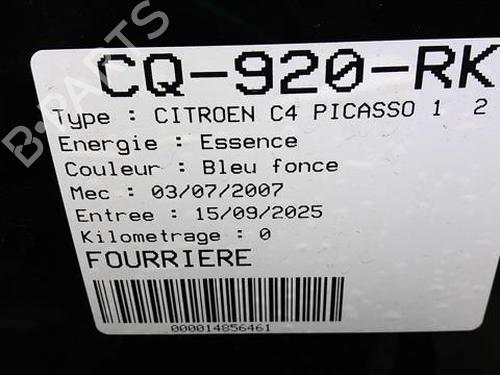 B-PARTS
CQ-920-RK
Type : CITROEN C4 PICASSO 1 2
Energie : Essence
Couleur : Bleu fonce
Mec : 03/07/2007
Entree : 15/09/2025
Kilometrage : 0
FOURRIERE
000014856461